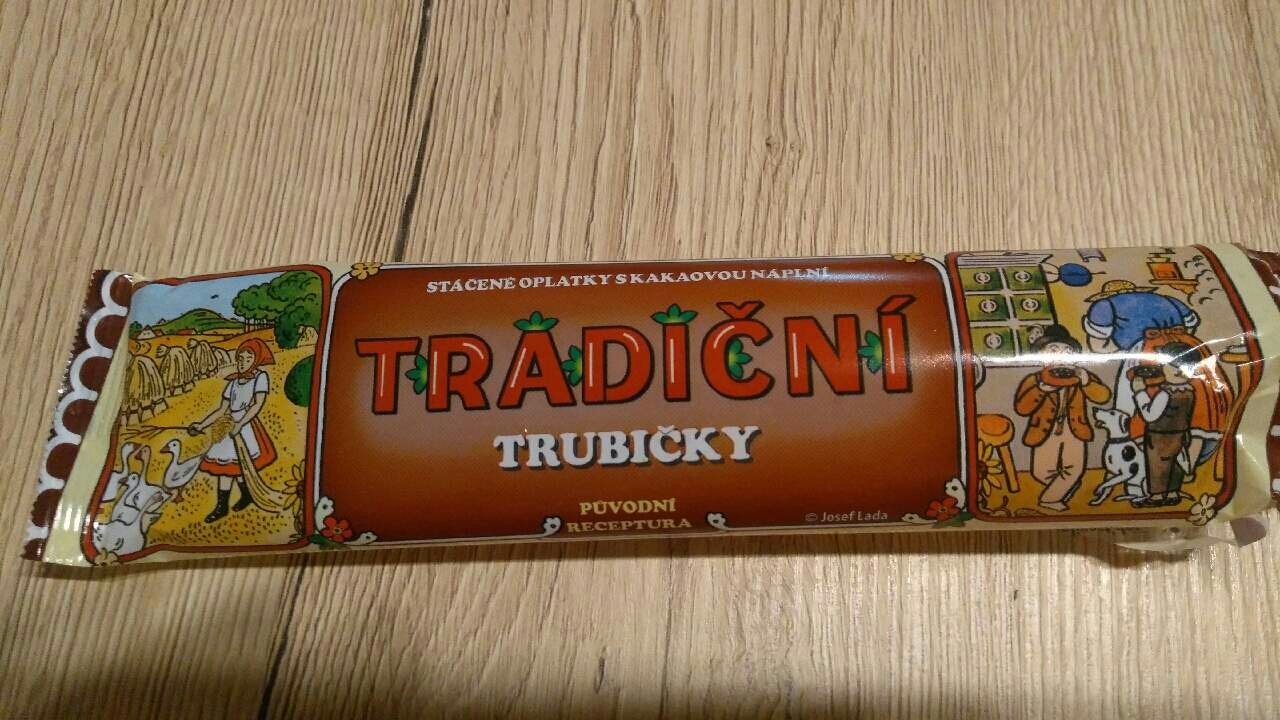 STÁČENÉ OPLATKY S KAKAOVOU NÁPLNÍ
TRADIČNÍ
TRUBIČKY
PŮVODNÍ
RECEPTURA
© Josef Lada